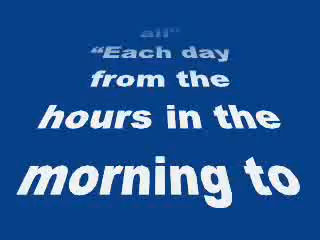 all"
“Each day
from the
hours in the
morning to